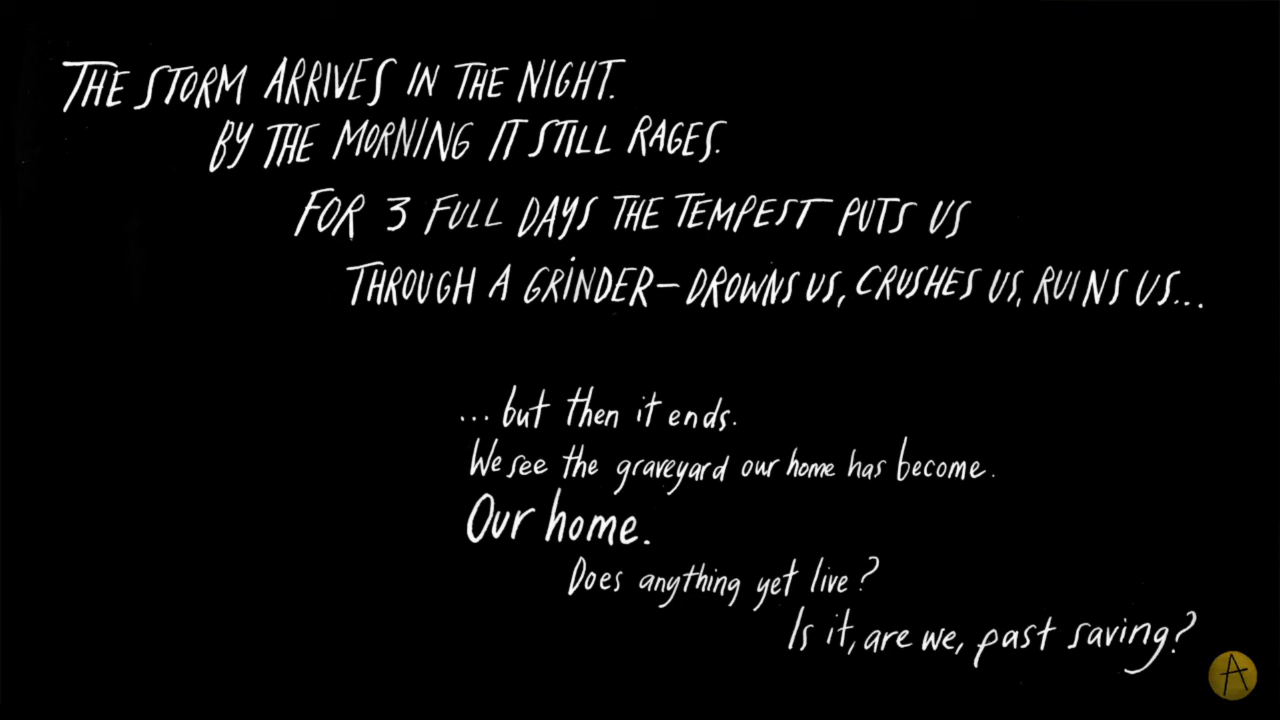 THE STORM ARRIVES IN THE NIGHT.
BY THE MORNING IT STILL RAGES.
FOR 3 FULL DAYS THE TEMPEST PUTS US
THROUGH A GRINDER—DROWNS US, CRUSHES US, RUINS US...
...but then it ends.
We see the graveyard our home has become.
Our home.
Does anything yet live?
Is it, are we, past saving?
A